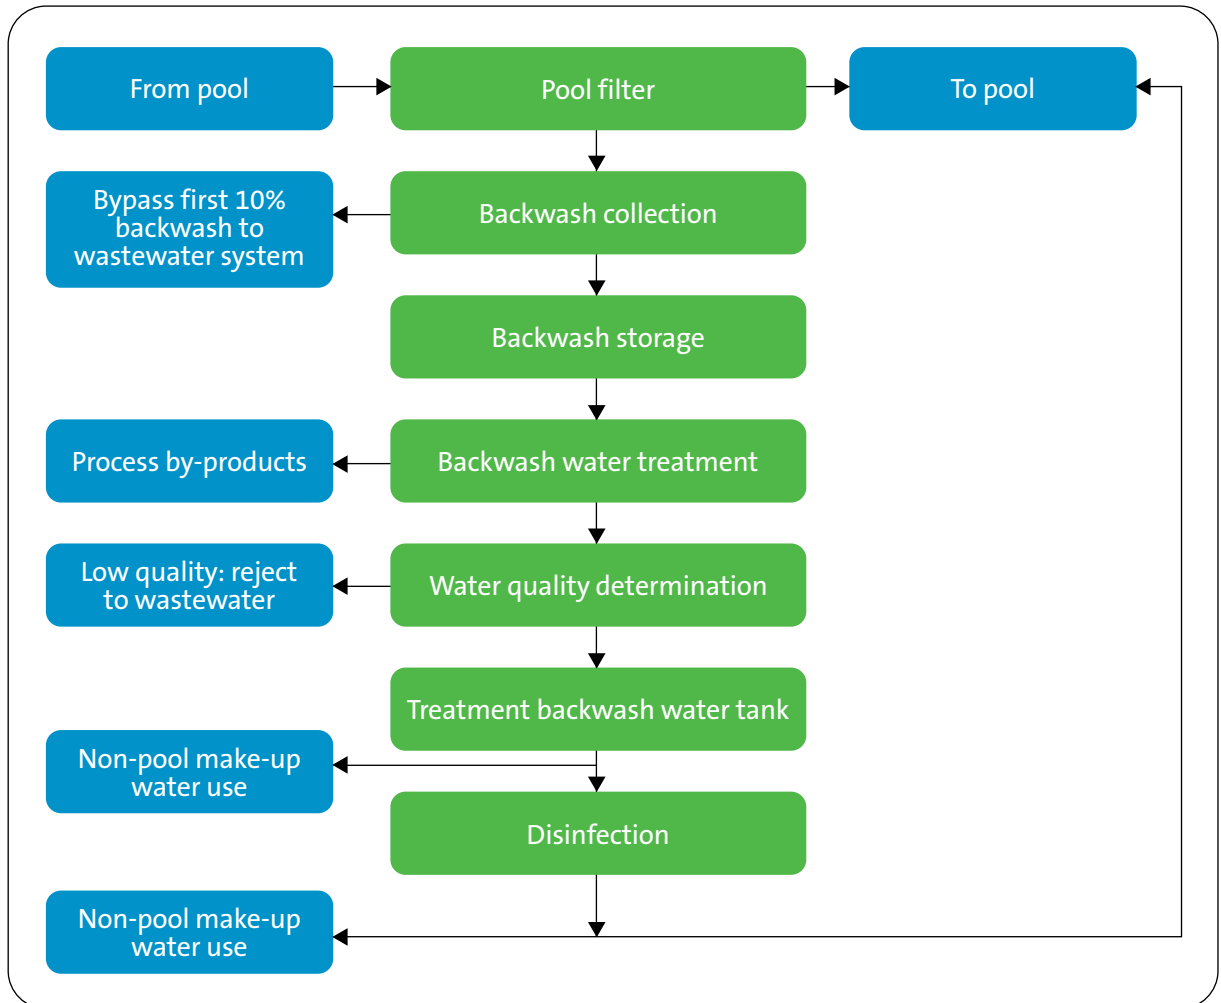 From pool
Pool filter
To pool
Bypass first 10%
backwash to
wastewater system
Backwash collection
Backwash storage
Process by-products
Backwash water treatment
Low quality: reject
to wastewater
Water quality determination
Treatment backwash water tank
Non-pool make-up
water use
Disinfection
Non-pool make-up
water use